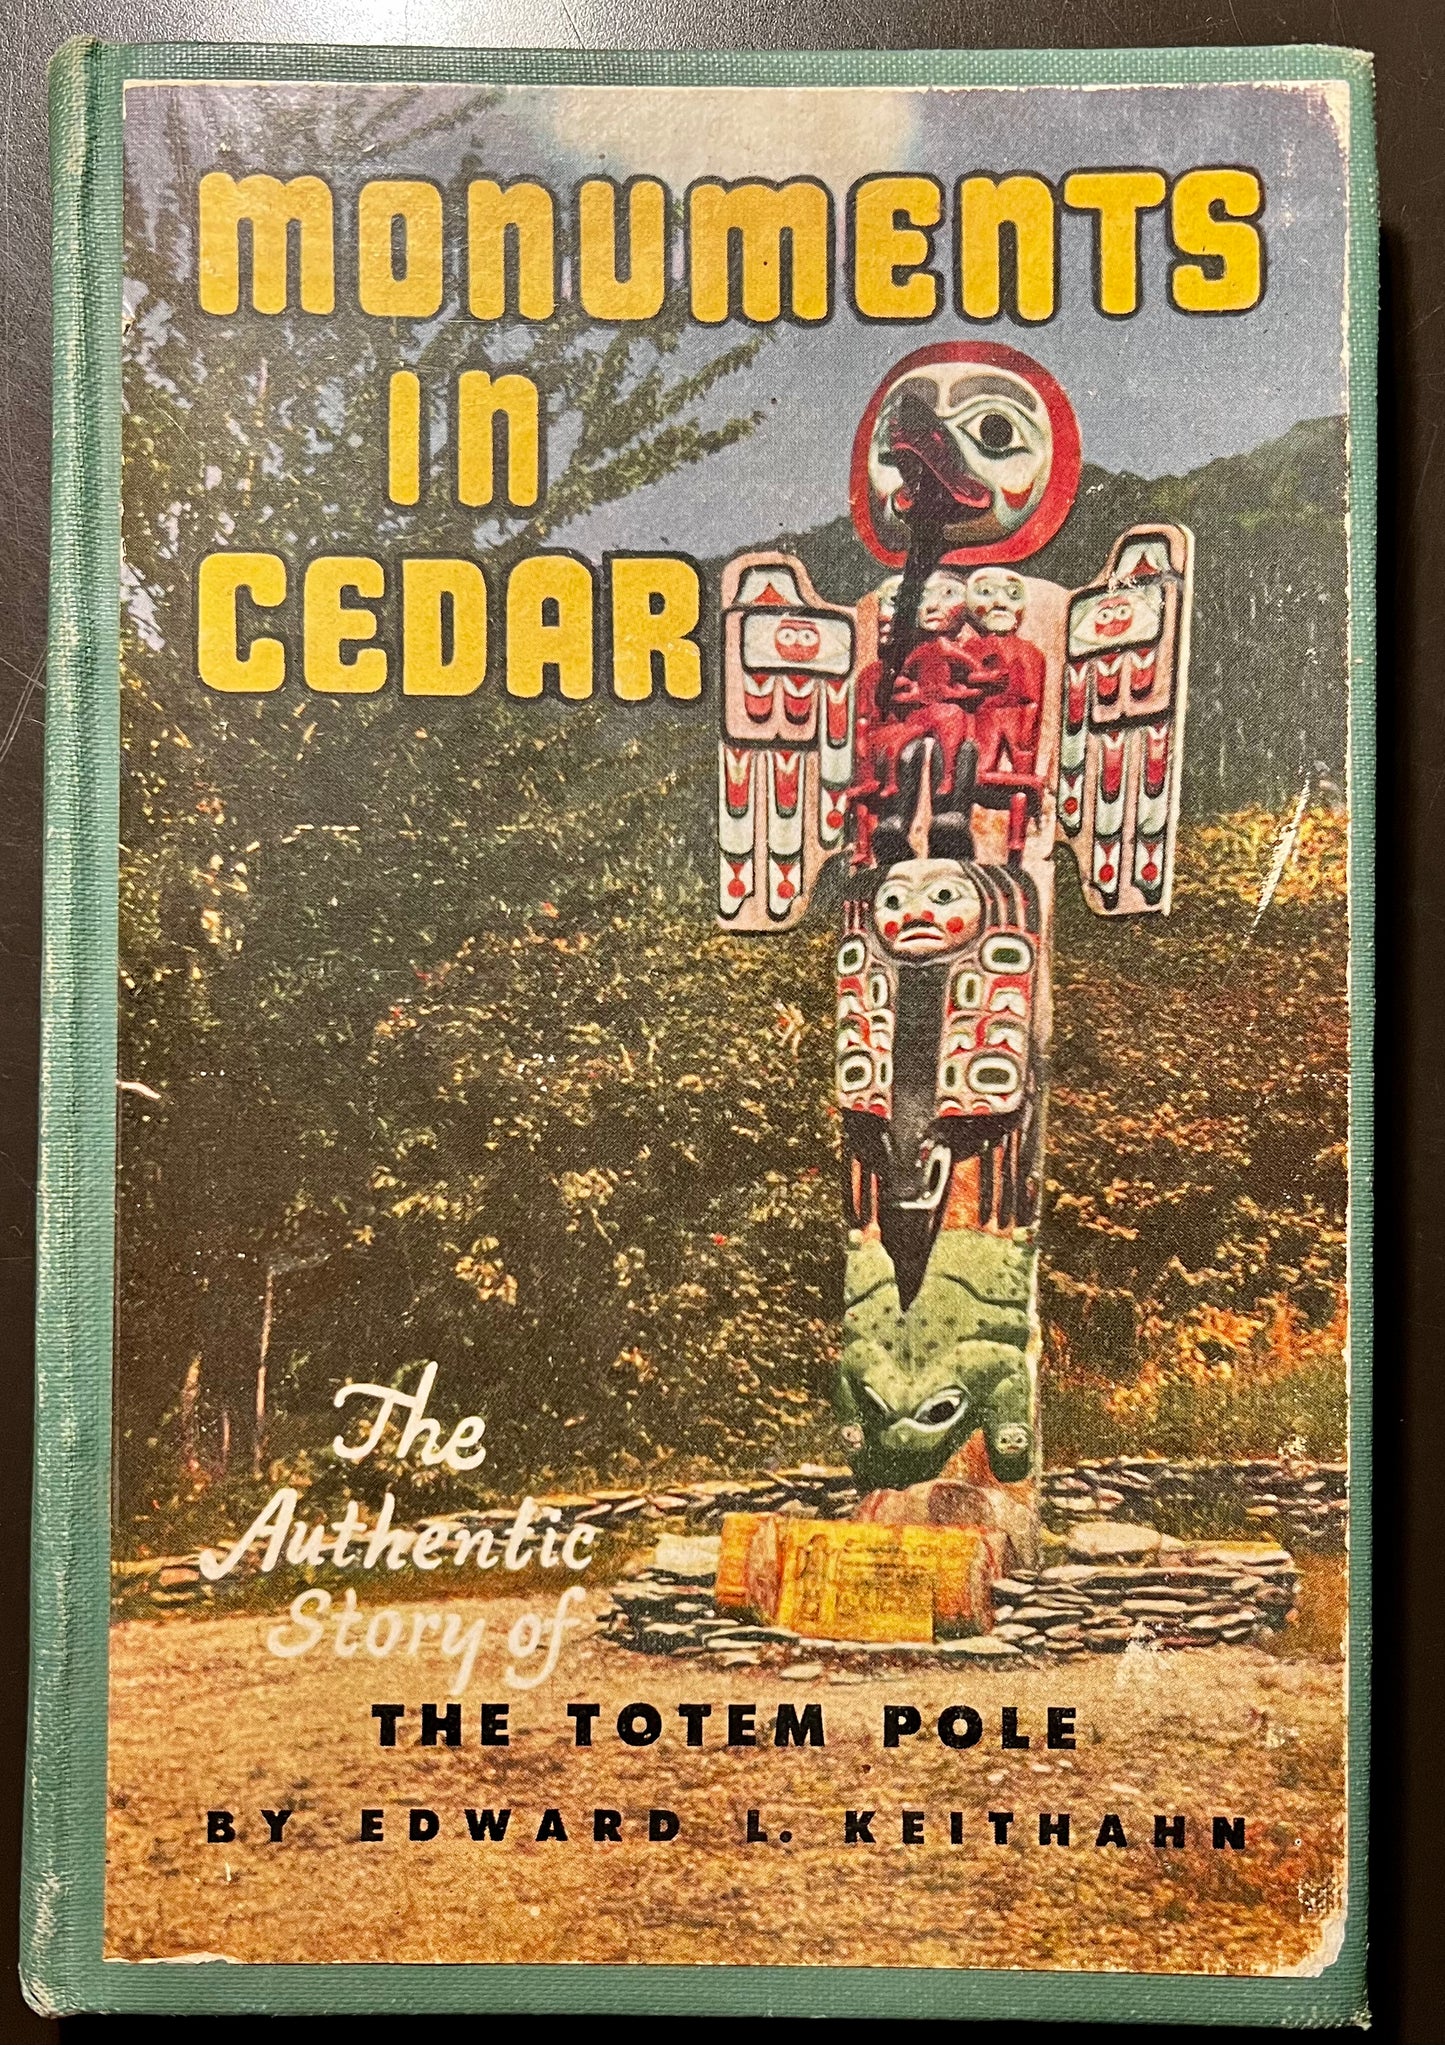 MONUMENTS
IN
CEDAR
The
Authentic
Story of
THE TOTEM POLE
BY EDWARD L. KEITHAHN